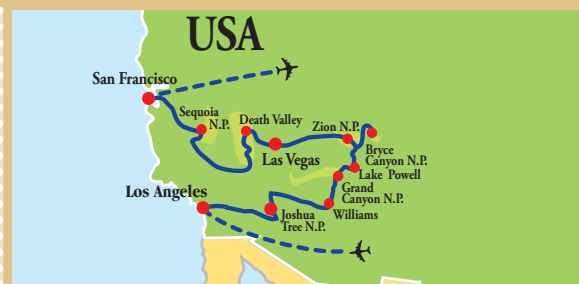 USA
San Francisco
Sequoia
N.P.
Death Valley
Las Vegas
Zion N.P.
Bryce
Canyon N.P.
Lake Powell
Grand
Canyon N.P.
Williams
Los Angeles
Joshua
Tree N.P.